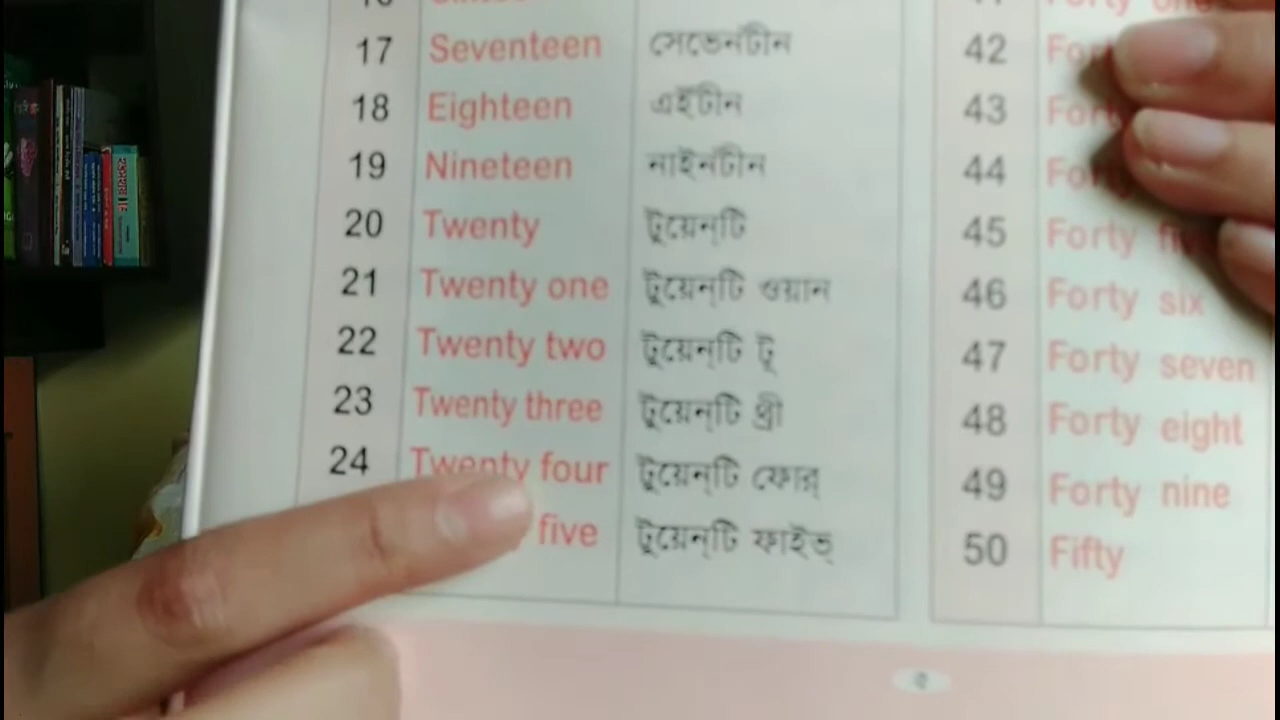 17 Seventeen সেভেনটীন
18 Eighteen এইটীন
19 Nineteen নাইনটীন
20 Twenty টুয়েন্টি
21 Twenty one টুয়েন্টি ওয়ান
22 Twenty two টুয়েন্টি টু
23 Twenty three টুয়েন্টি থ্রী
24 Twenty four টুয়েন্টি ফোর্
five টুয়েন্টি ফাইভ্
42
43
44
45 Forty
46 Forty six
47 Forty seven
48 Forty eight
49 Forty nine
50 Fifty